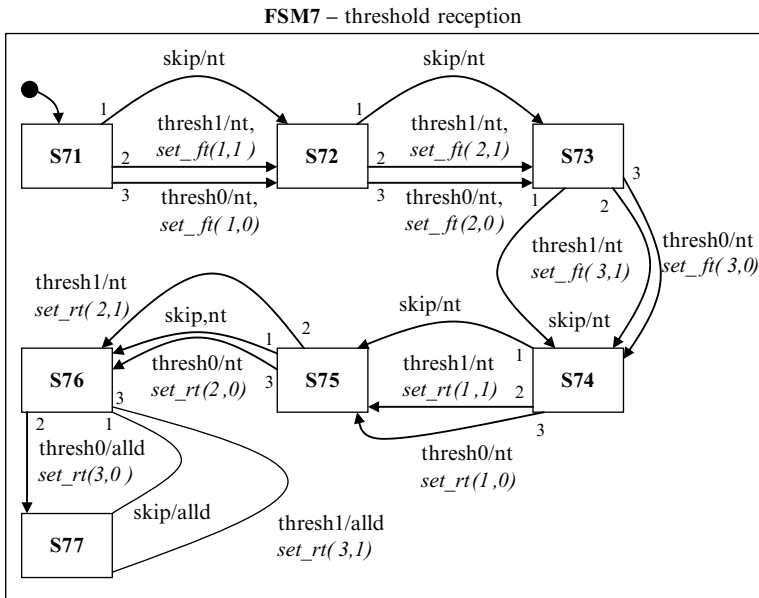 FSM7 – threshold reception
skip/nt
skip/nt
1
1
S71
thresh1/nt,
set_ft(1,1 )
2
3
thresh0/nt,
set_ft( 1,0)
S72
thresh1/nt,
set_ft( 2,1)
2
3
thresh0/nt,
set_ft(2,0)
S73
3
1
2
thresh1/nt
set_ft( 3,1)
thresh0/nt
set_ft( 3,0)
skip/nt
thresh1/nt
set_rt( 2,1)
skip,nt
2
1
3
thresh0/nt
set_rt(2,0)
skip/nt
1
thresh1/nt
set_rt(1,1)
2
3
thresh0/nt
set_rt(1,0)
S76
S75
S74
3
2
1
thresh0/alld
set_rt(3,0 )
skip/alld
thresh1/alld
set_rt( 3,1)
S77